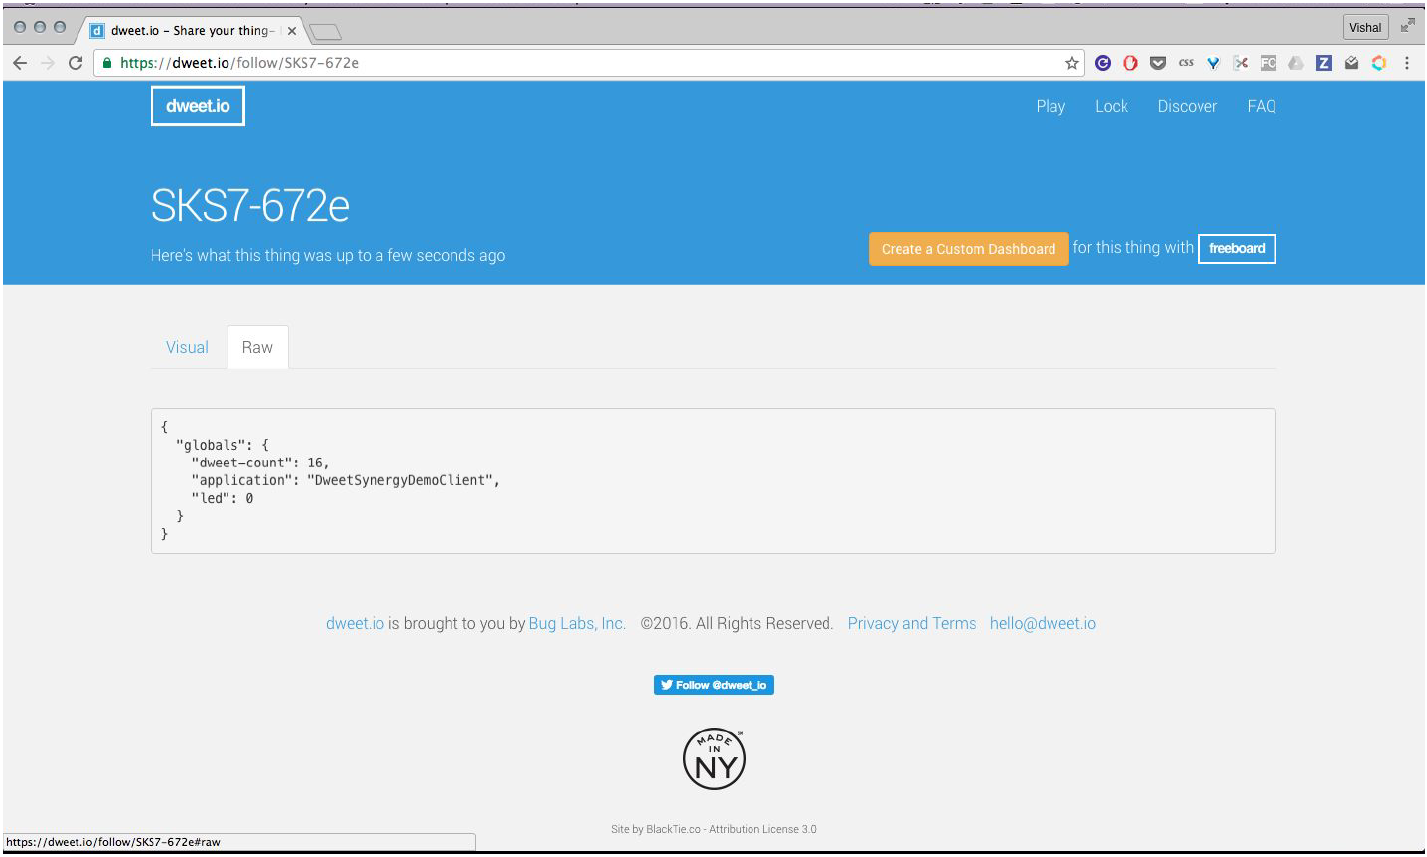 dweet.io - Share your thing-
Vishal
https://dweet.io/follow/SKS7-672e
dweet.io
Play Lock Discover FAQ
SKS7-672e
Here's what this thing was up to a few seconds ago
Create a Custom Dashboard for this thing with freeboard
Visual Raw
{
"globals": {
"dweet-count": 16,
"application": "DweetSynergyDemoClient",
"led": 0
}
}
dweet.io is brought to you by Bug Labs, Inc. ©2016. All Rights Reserved. Privacy and Terms hello@dweet.io
Follow @dweet_io
MADE
IN
NY
Site by BlackTie.co - Attribution License 3.0
https://dweet.io/follow/SKS7-672e#raw